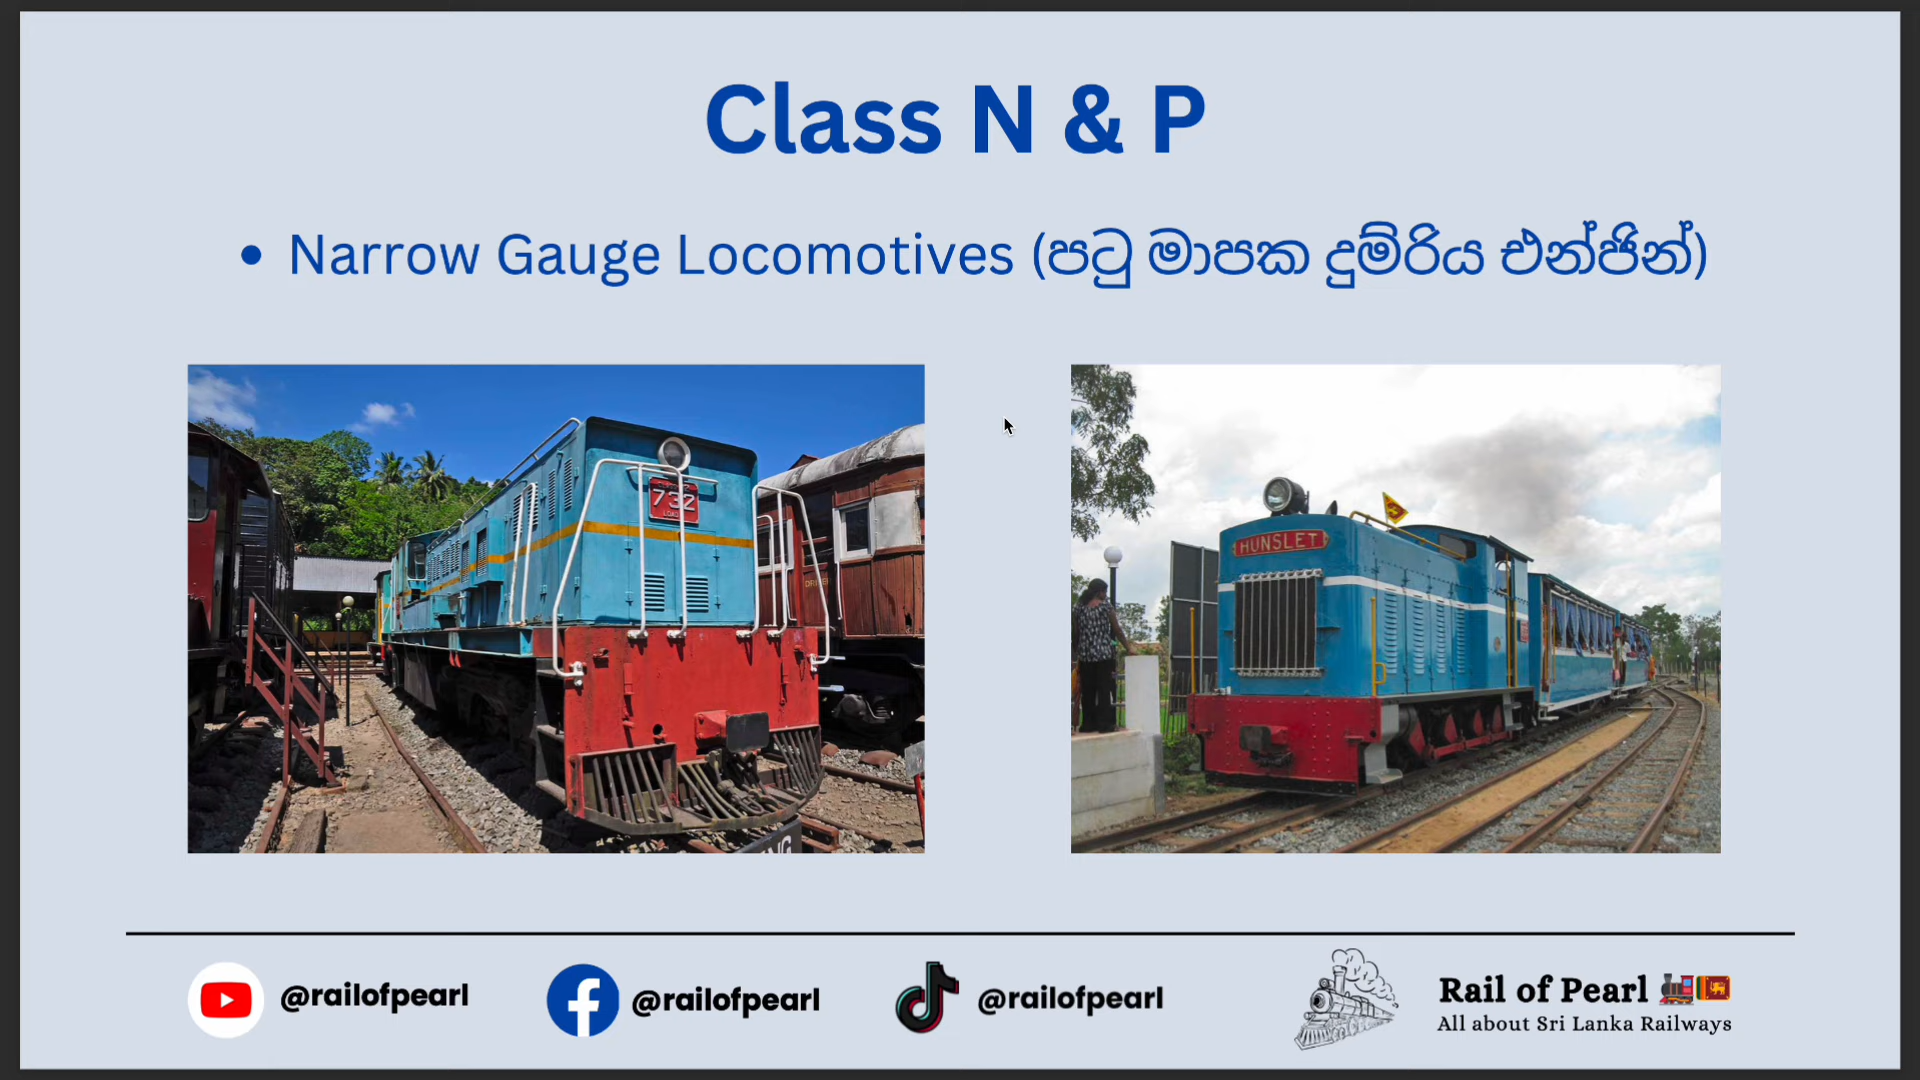 Class N & P
• Narrow Gauge Locomotives (පටු මාපක දුම්රිය එන්ජින්)
732
HUNSLET
@railofpearl
@railofpearl
@railofpearl
Rail of Pearl
All about Sri Lanka Railways